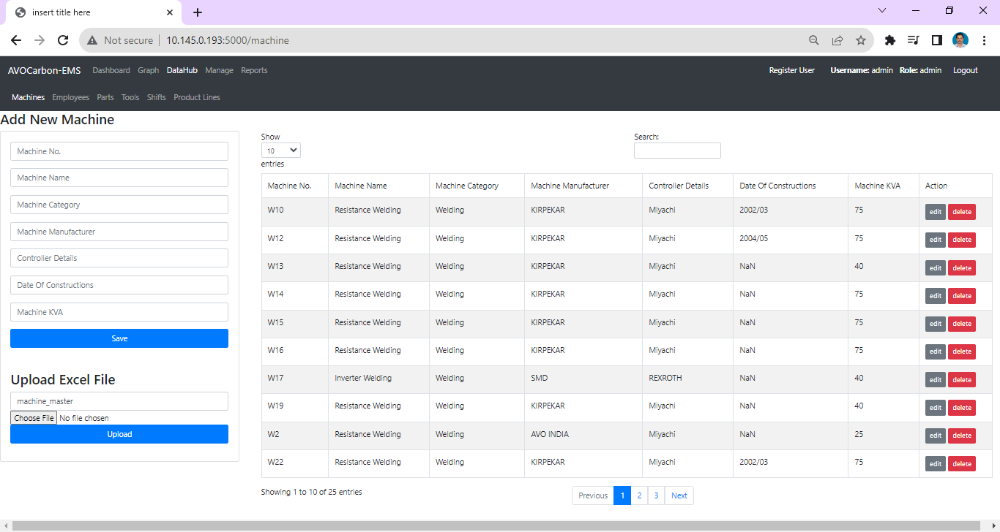 insert title here
Not secure 10.145.0.193:5000/machine
AVOCarbon-EMS Dashboard Graph DataHub Manage Reports Register User Username: admin Role: admin Logout
Machines Employees Parts Tools Shifts Product Lines
Add New Machine
Machine No.
Machine Name
Machine Category
Machine Manufacturer
Controller Details
Date Of Constructions
Machine KVA
Save
Upload Excel File
machine_master
Choose File No file chosen
Upload
Show
10
entries
Search:
Machine No. Machine Name Machine Category Machine Manufacturer Controller Details Date Of Constructions Machine KVA Action
W10 Resistance Welding Welding KIRPEKAR Miyachi 2002/03 75 edit delete
W12 Resistance Welding Welding KIRPEKAR Miyachi 2004/05 75 edit delete
W13 Resistance Welding Welding KIRPEKAR Miyachi NaN 40 edit delete
W14 Resistance Welding Welding KIRPEKAR Miyachi NaN 75 edit delete
W15 Resistance Welding Welding KIRPEKAR Miyachi NaN 75 edit delete
W16 Resistance Welding Welding KIRPEKAR Miyachi NaN 75 edit delete
W17 Inverter Welding Welding SMD REXROTH NaN 40 edit delete
W19 Resistance Welding Welding KIRPEKAR Miyachi NaN 40 edit delete
W2 Resistance Welding Welding AVO INDIA Miyachi NaN 25 edit delete
W22 Resistance Welding Welding KIRPEKAR Miyachi 2002/03 75 edit delete
Showing 1 to 10 of 25 entries
Previous 1 2 3 Next